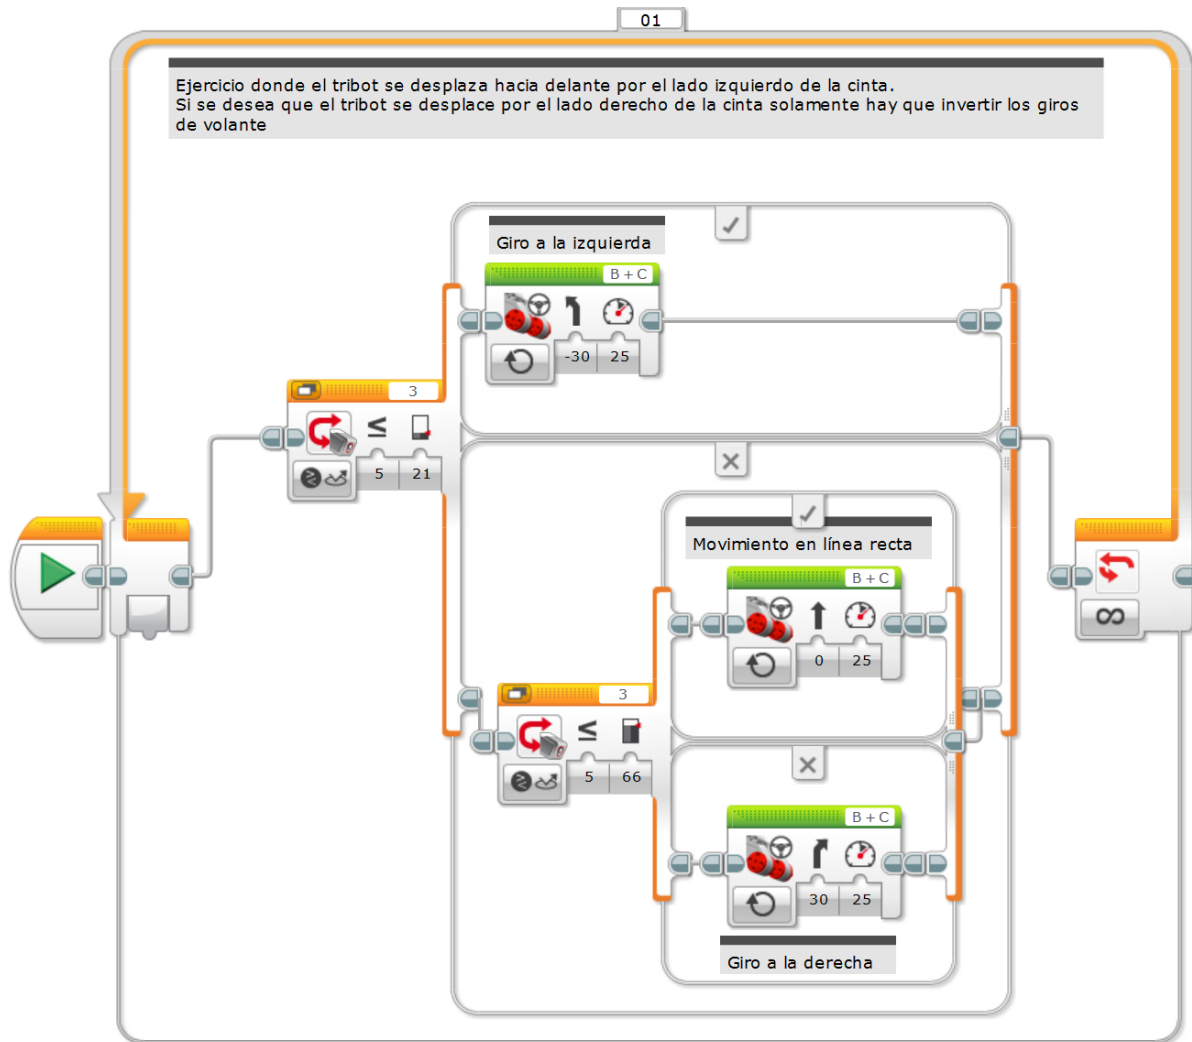 01
Ejercicio donde el tribot se desplaza hacia delante por el lado izquierdo de la cinta.
Si se desea que el tribot se desplace por el lado derecho de la cinta solamente hay que invertir los giros
de volante
Giro a la izquierda
B + C
-30 25
3
≤
5 21
Movimiento en línea recta
B + C
0 25
3
≤
5 66
∞
B + C
30 25
Giro a la derecha